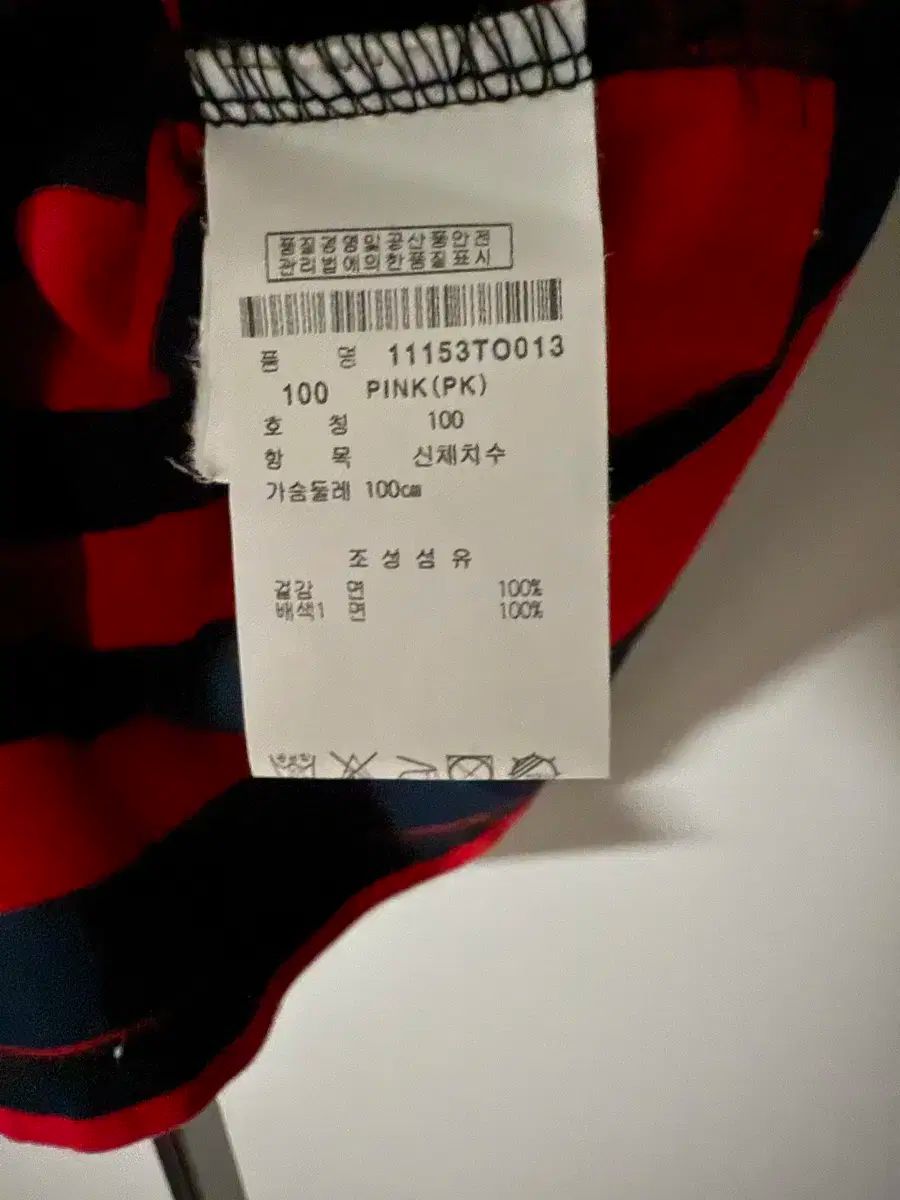 품질경영및공산품안전
관리법에의한품질표시
품 명 11153TO013
100 PINK(PK)
호 칭 100
항 목 신체치수
가슴둘레 100㎝
조 성 섬 유
겉감 면 100%
배색1 면 100%